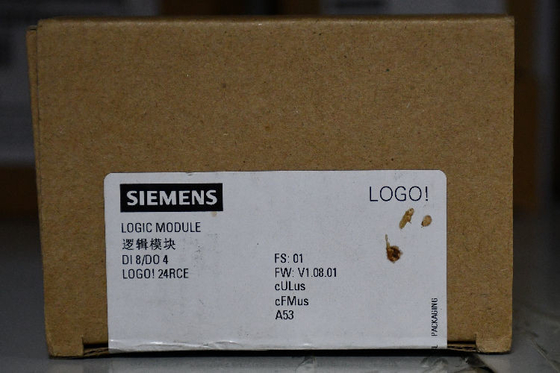 SIEMENS
LOGO!
LOGIC MODULE
逻辑模块
DI 8/DO 4
LOGO! 24RCE
FS: 01
FW: V1.08.01
cULus
cFMus
A53
PACKAGING